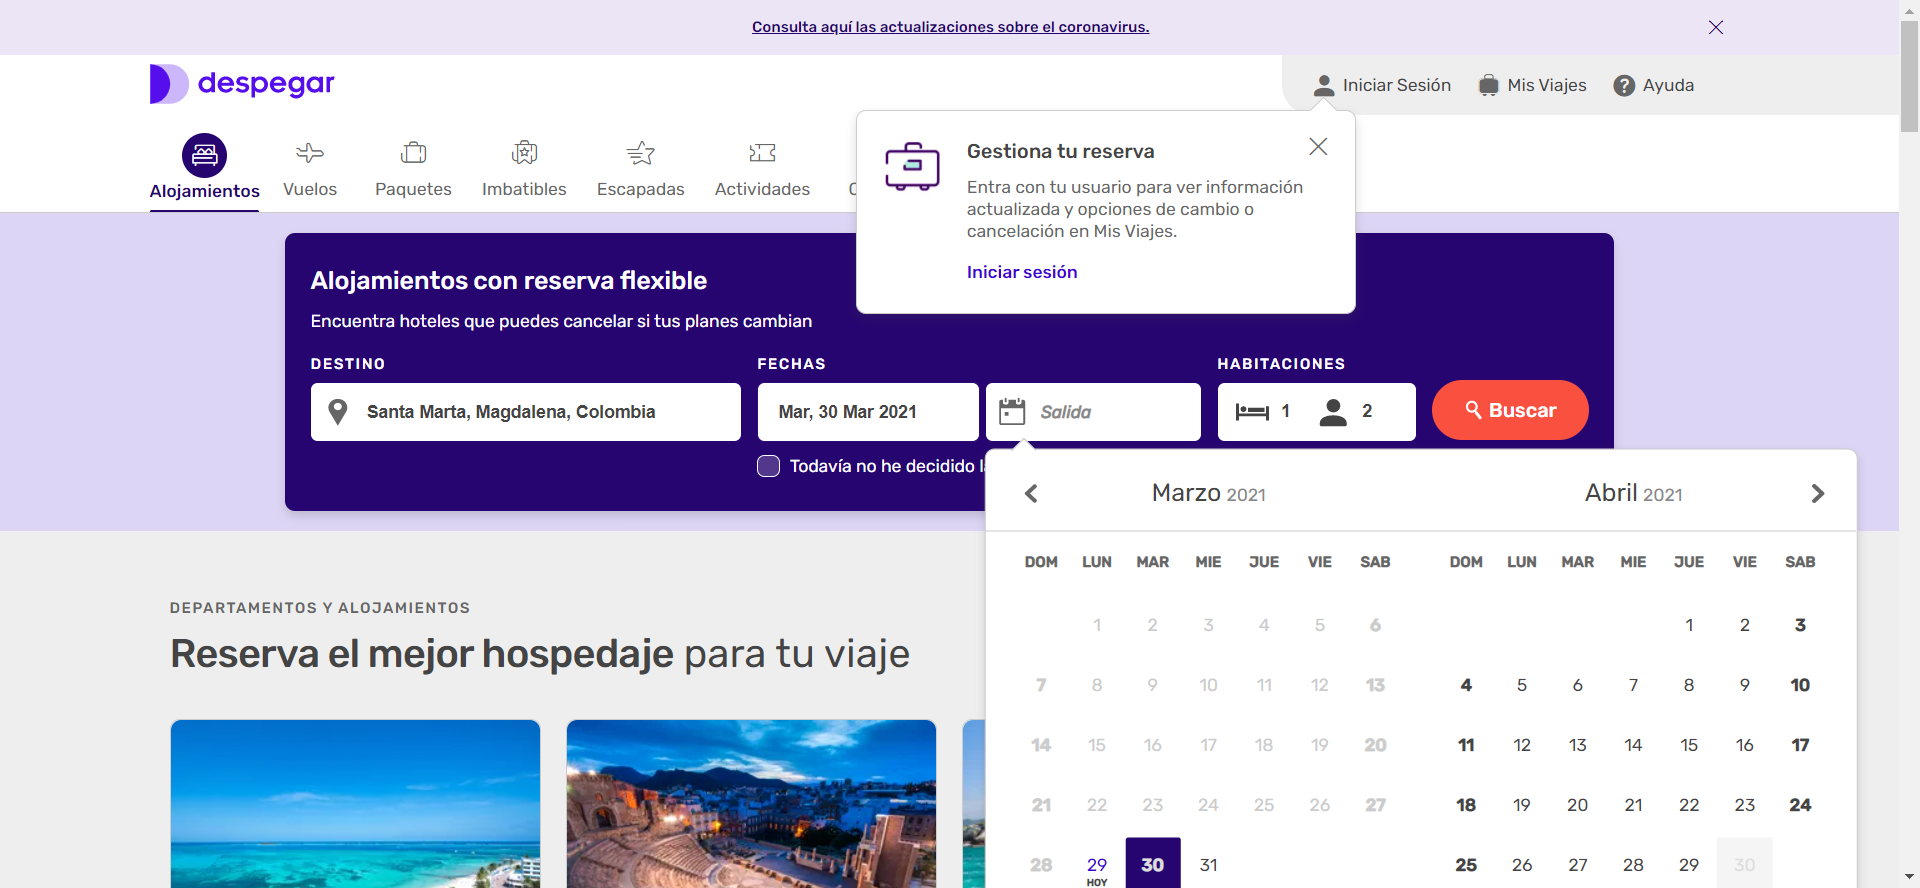 Consulta aquí las actualizaciones sobre el coronavirus.
despegar
Iniciar Sesión
Mis Viajes
? Ayuda
Alojamientos
Vuelos
Paquetes
Imbatibles
Escapadas
Actividades
Gestiona tu reserva
Entra con tu usuario para ver información
actualizada y opciones de cambio o
cancelación en Mis Viajes.
Iniciar sesión
Alojamientos con reserva flexible
Encuentra hoteles que puedes cancelar si tus planes cambian
DESTINO
FECHAS
HABITACIONES
Santa Marta, Magdalena, Colombia
Mar, 30 Mar 2021
Salida
1
2
Buscar
Todavía no he decidido
Marzo 2021
Abril 2021
DOM LUN MAR MIE JUE VIE SAB
1 2 3 4 5 6
7 8 9 10 11 12 13
14 15 16 17 18 19 20
21 22 23 24 25 26 27
28 29 30 31
HOY
DOM LUN MAR MIE JUE VIE SAB
1 2 3
4 5 6 7 8 9 10
11 12 13 14 15 16 17
18 19 20 21 22 23 24
25 26 27 28 29 30
DEPARTAMENTOS Y ALOJAMIENTOS
Reserva el mejor hospedaje para tu viaje